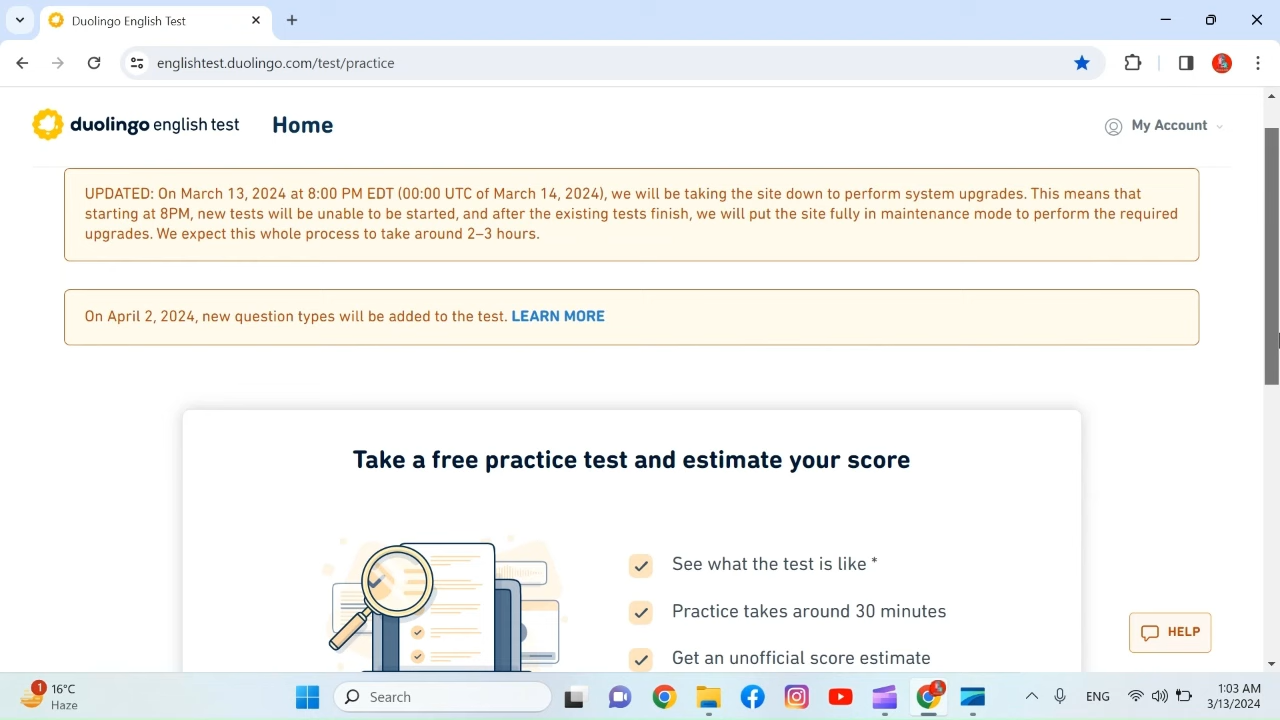 Duolingo English Test
englishtest.duolingo.com/test/practice
duolingo english test
Home
My Account
UPDATED: On March 13, 2024 at 8:00 PM EDT (00:00 UTC of March 14, 2024), we will be taking the site down to perform system upgrades. This means that
starting at 8PM, new tests will be unable to be started, and after the existing tests finish, we will put the site fully in maintenance mode to perform the required
upgrades. We expect this whole process to take around 2–3 hours.
On April 2, 2024, new question types will be added to the test. LEARN MORE
Take a free practice test and estimate your score
See what the test is like *
Practice takes around 30 minutes
Get an unofficial score estimate
HELP
1
16°C
Haze
Search
ENG
1:03 AM
3/13/2024